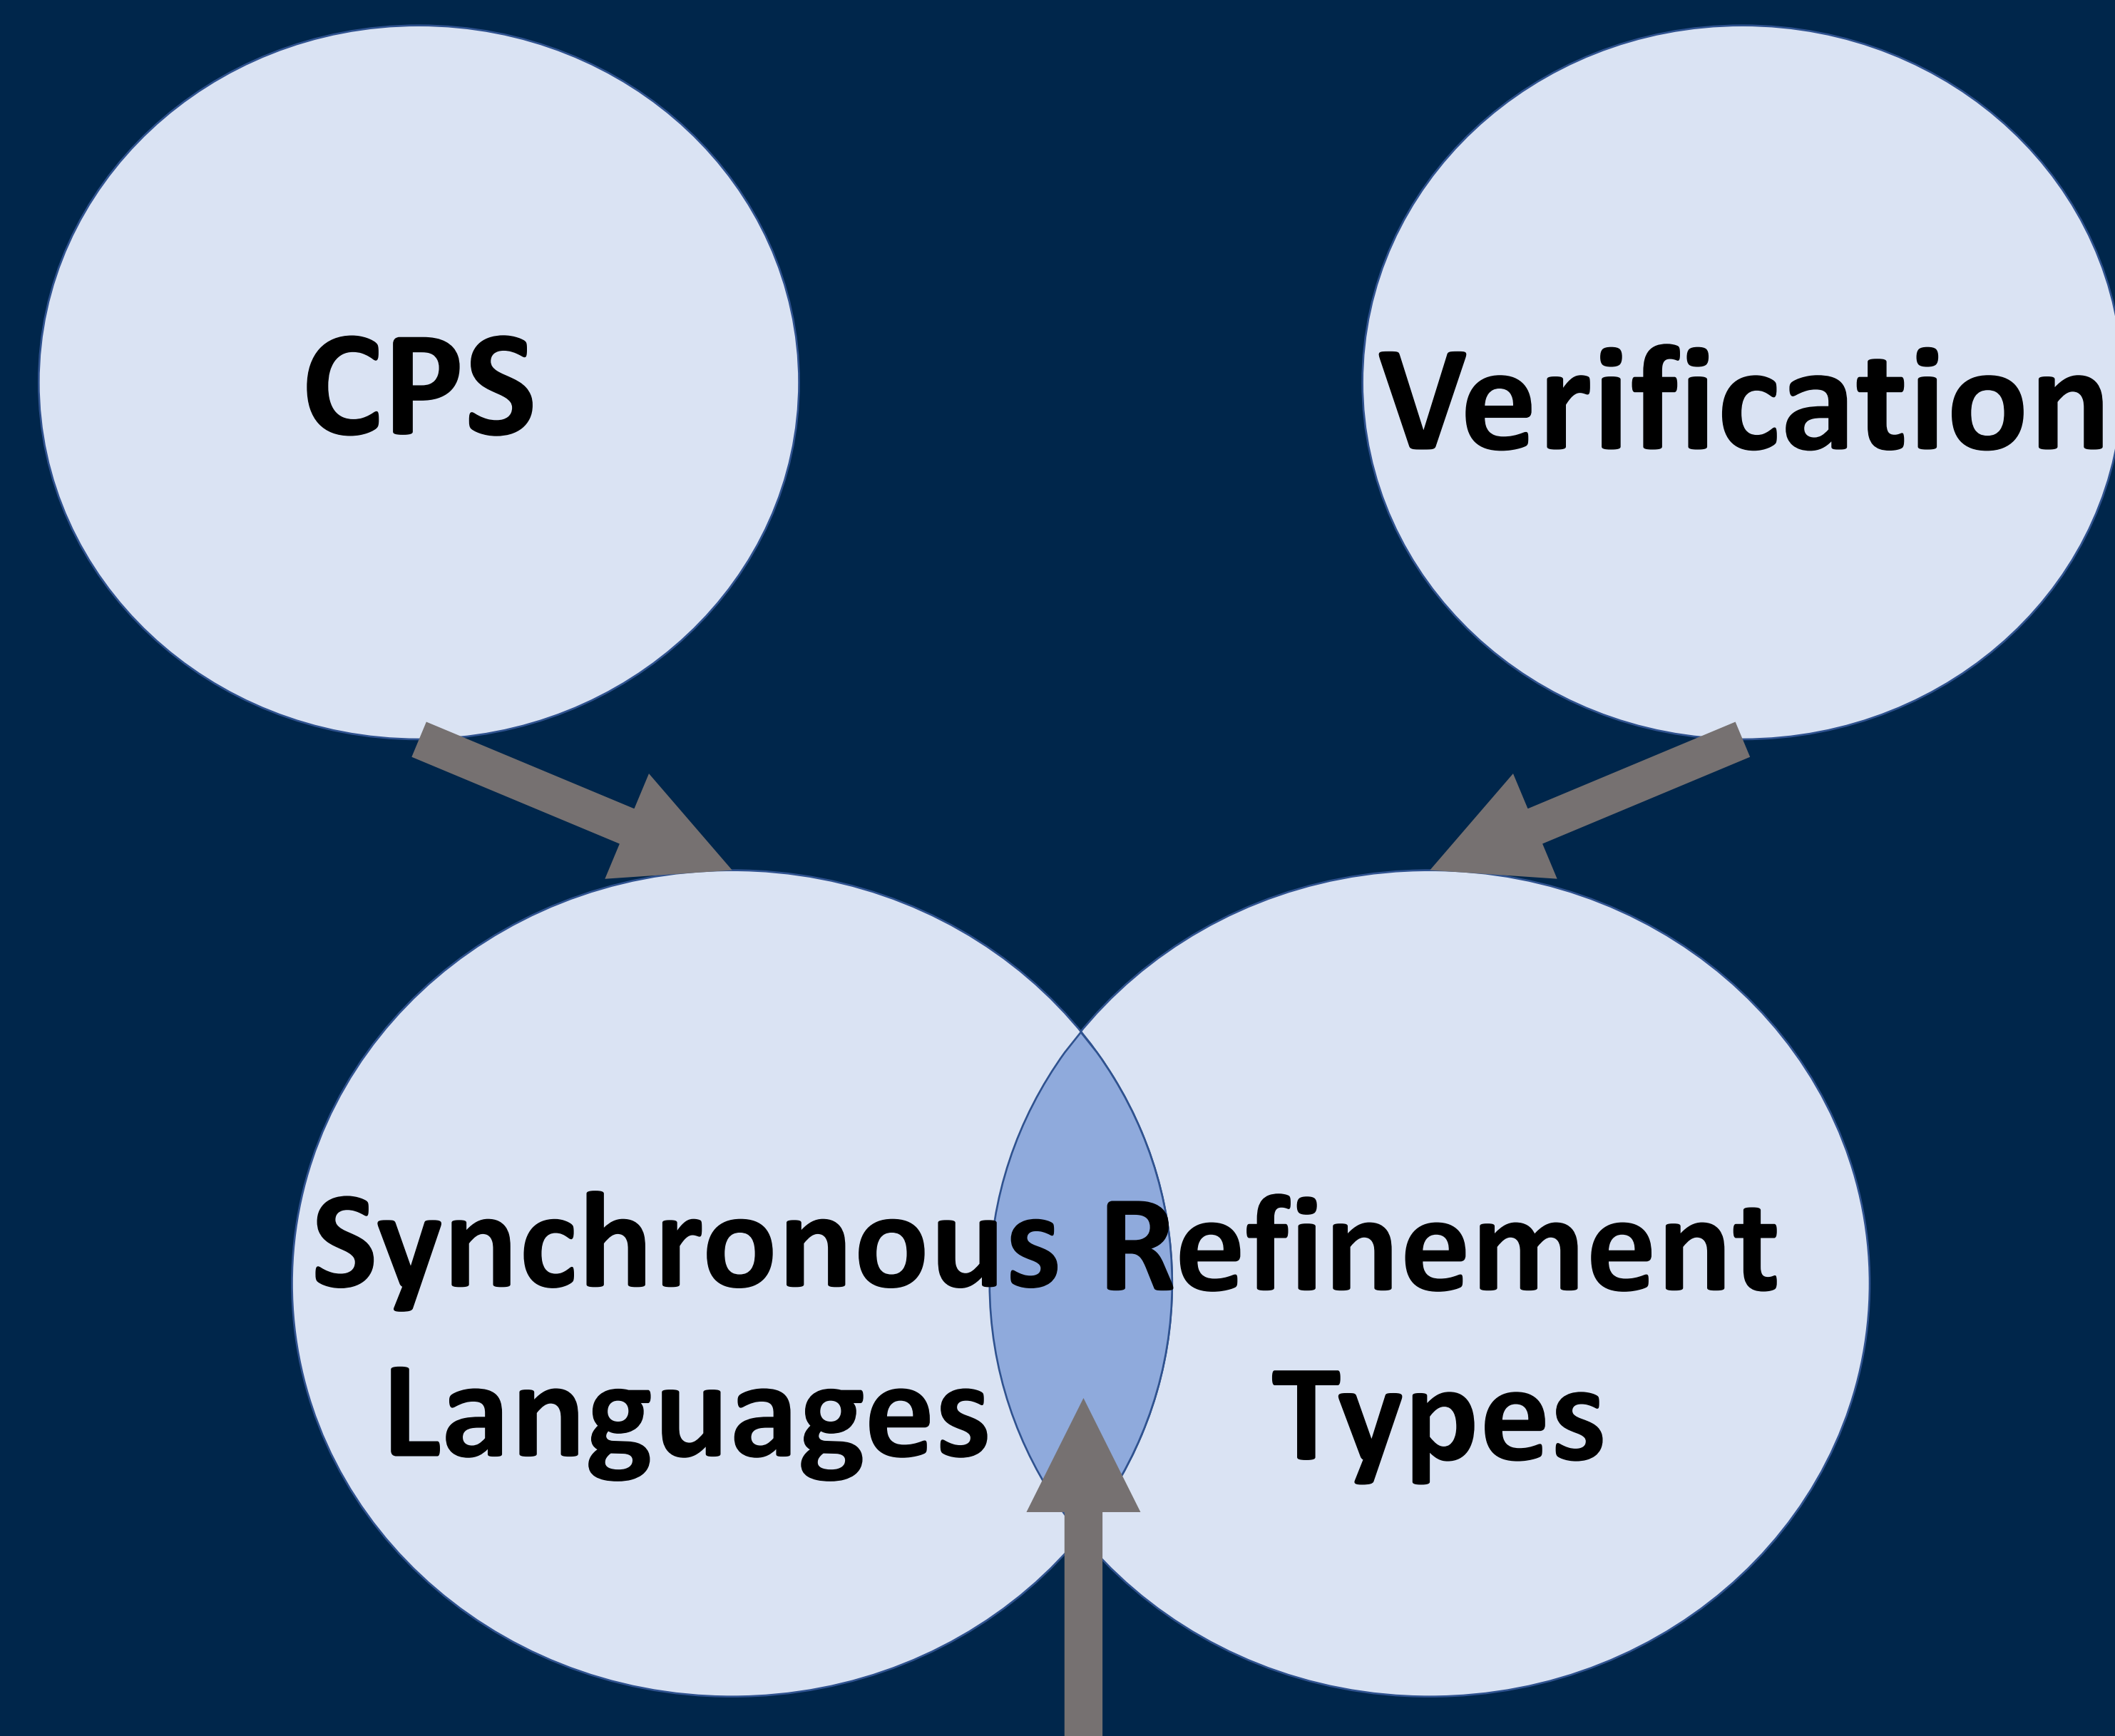 CPS
Verification
Synchronous
Languages
Refinement
Types